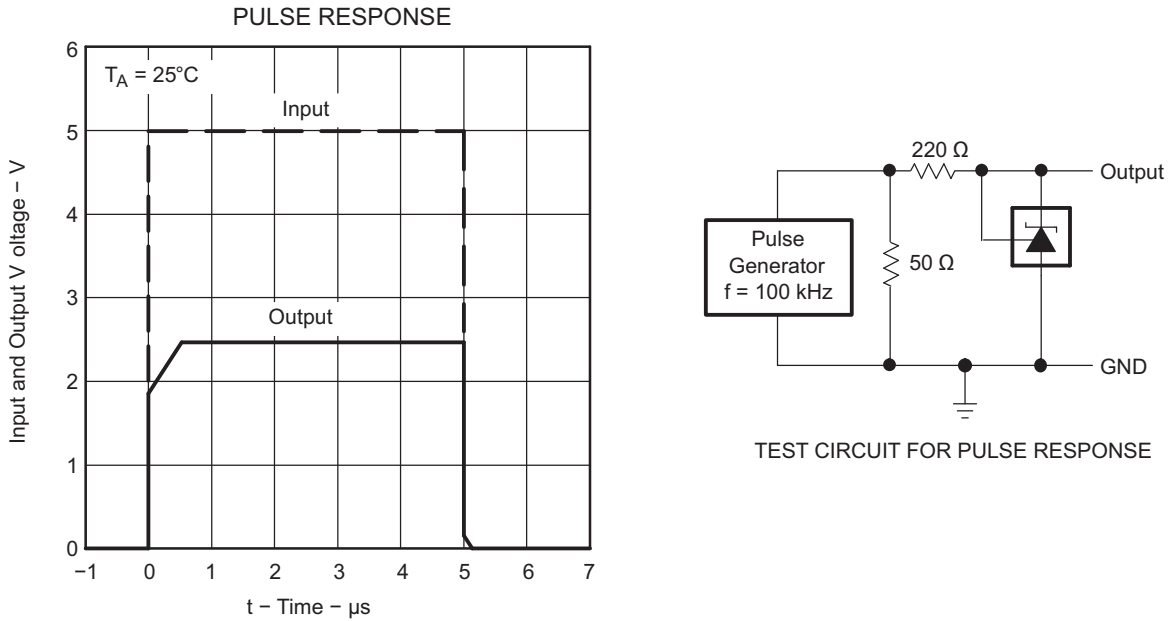 PULSE RESPONSE
6
T_A = 25°C
Input
5
4
3
Output
2
1
0
−1 0 1 2 3 4 5 6 7
t − Time − μs
Input and Output V oltage − V
220 Ω
Output
Pulse
Generator
f = 100 kHz
50 Ω
GND
TEST CIRCUIT FOR PULSE RESPONSE